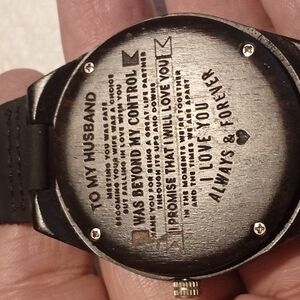 TO MY HUSBAND
MEETING YOU WAS FATE
BECOMING YOUR WIFE WAS A CHOICE
BUT FALLING IN LOVE WITH YOU
WAS BEYOND MY CONTROL
THANK YOU FOR BEING A GREAT LIFE PARTNER
THROUGH ITS UPS AND DOWNS
I PROMISE THAT I WILL LOVE YOU
IN THE MOMENTS WE'RE TOGETHER
AND THE TIMES WE ARE APART
I LOVE YOU
ALWAYS & FOREVER